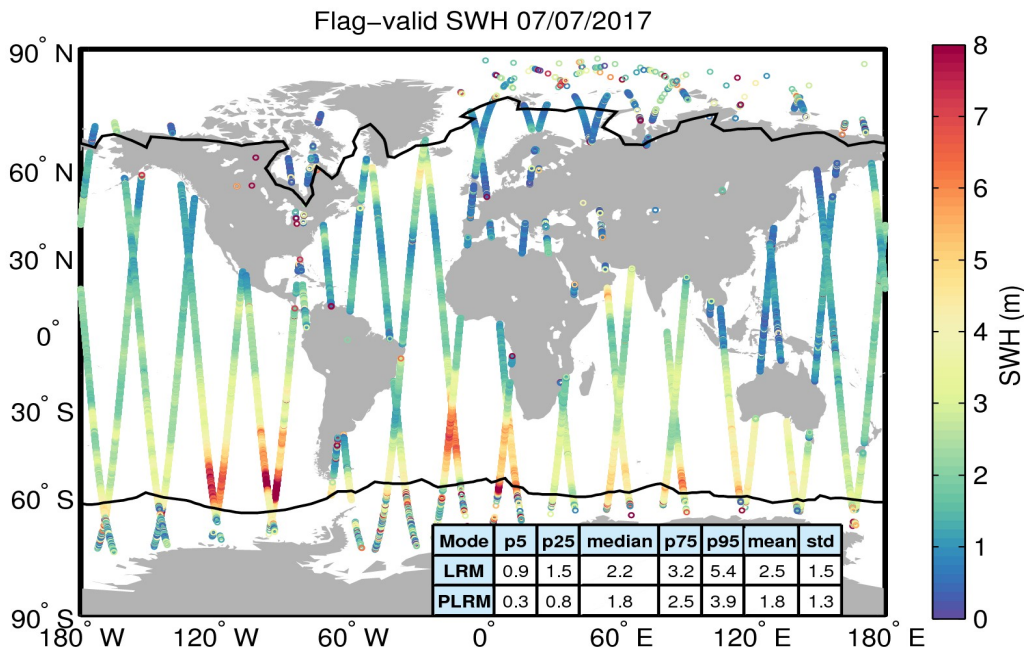 Flag−valid SWH 07/07/2017
90° N
60° N
30° N
0°
30° S
60° S
90° S
180° W
120° W
60° W
0°
60° E
120° E
180° E
8
7
6
5
4
3
2
1
0
SWH (m)
Mode p5 p25 median p75 p95 mean std
LRM 0.9 1.5 2.2 3.2 5.4 2.5 1.5
PLRM 0.3 0.8 1.8 2.5 3.9 1.8 1.3